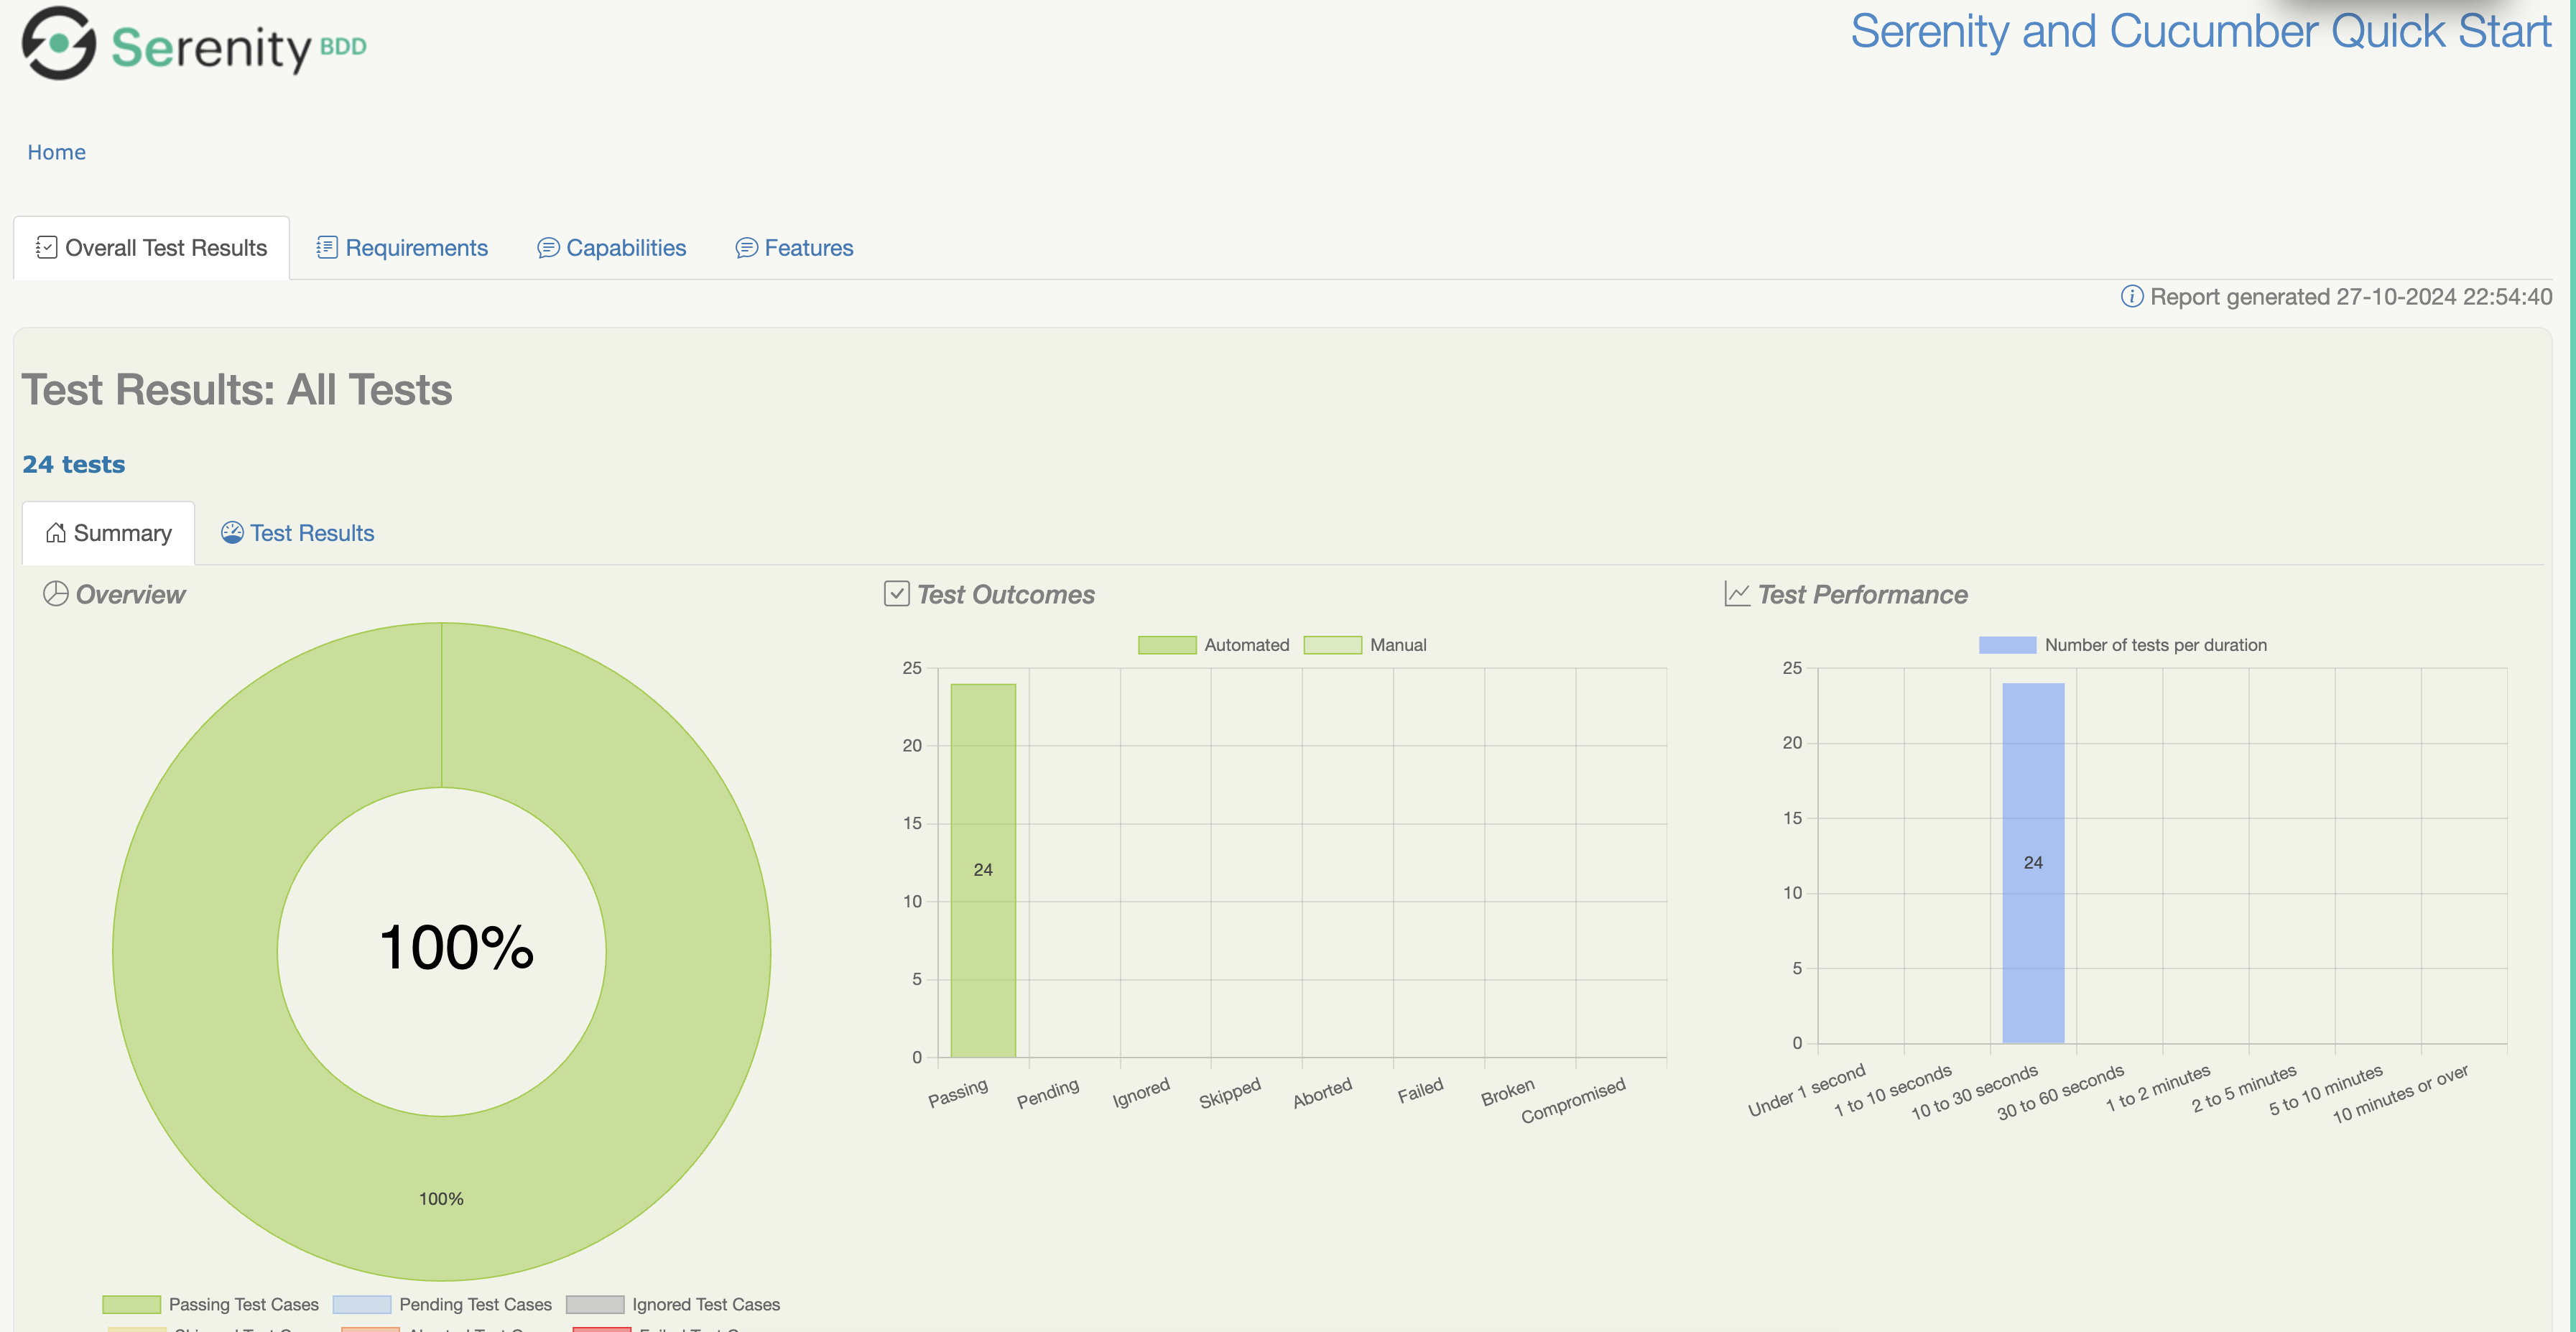 Serenity BDD
Serenity and Cucumber Quick Start
Home
Overall Test Results
Requirements
Capabilities
Features
Report generated 27-10-2024 22:54:40
Test Results: All Tests
24 tests
Summary
Test Results
Overview
100%
100%
Passing Test Cases
Pending Test Cases
Ignored Test Cases
Test Outcomes
Automated
Manual
25
20
15
10
5
0
24
Passing
Pending
Ignored
Skipped
Aborted
Failed
Broken
Compromised
Test Performance
Number of tests per duration
25
20
15
10
5
0
24
Under 1 second
1 to 10 seconds
10 to 30 seconds
30 to 60 seconds
1 to 2 minutes
2 to 5 minutes
5 to 10 minutes
10 minutes or over